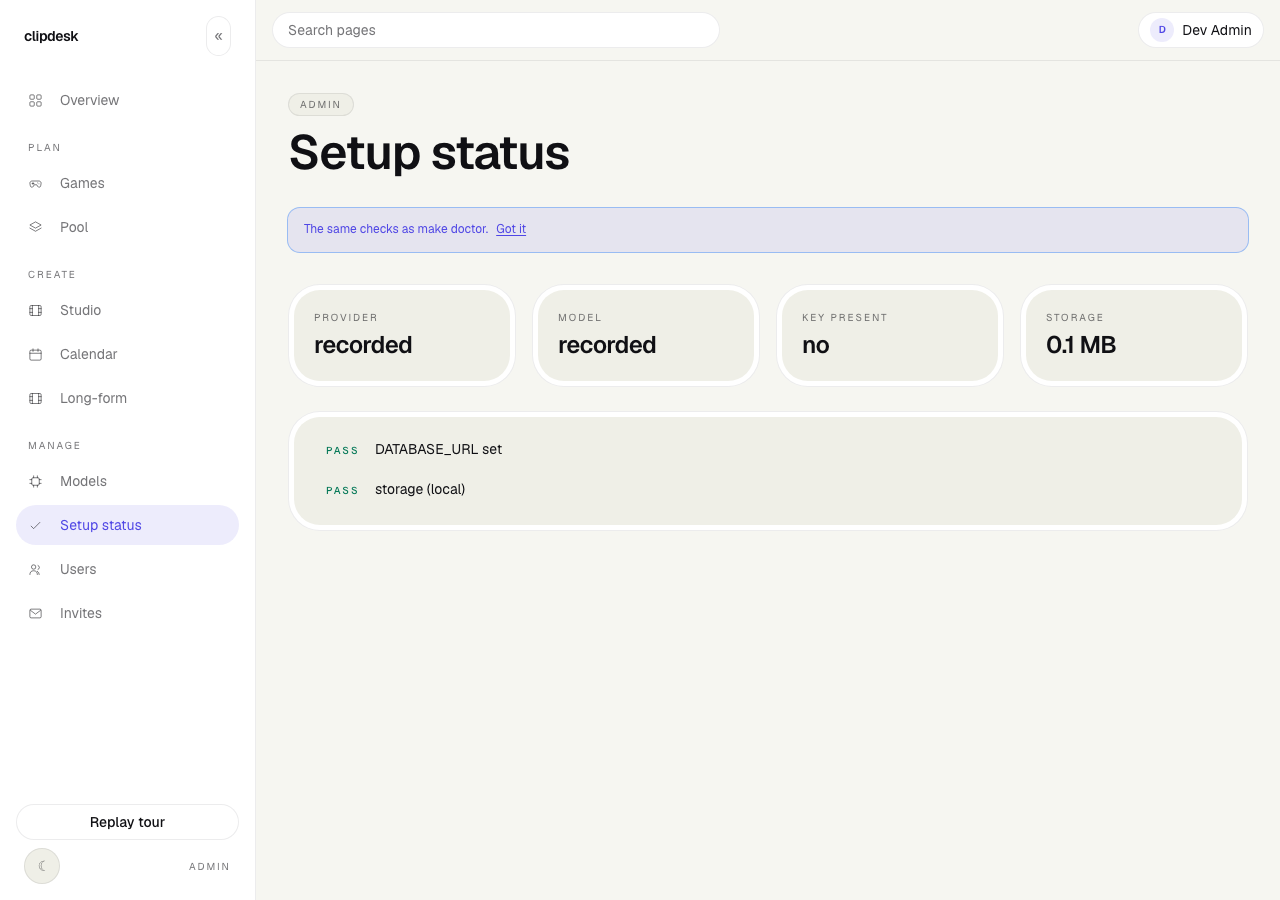 clipdesk
«
Search pages
D
Dev Admin
Overview
PLAN
Games
Pool
CREATE
Studio
Calendar
Long-form
MANAGE
Models
Setup status
Users
Invites
Replay tour
ADMIN
ADMIN
Setup status
The same checks as make doctor. Got it
PROVIDER
recorded
MODEL
recorded
KEY PRESENT
no
STORAGE
0.1 MB
PASS DATABASE_URL set
PASS storage (local)